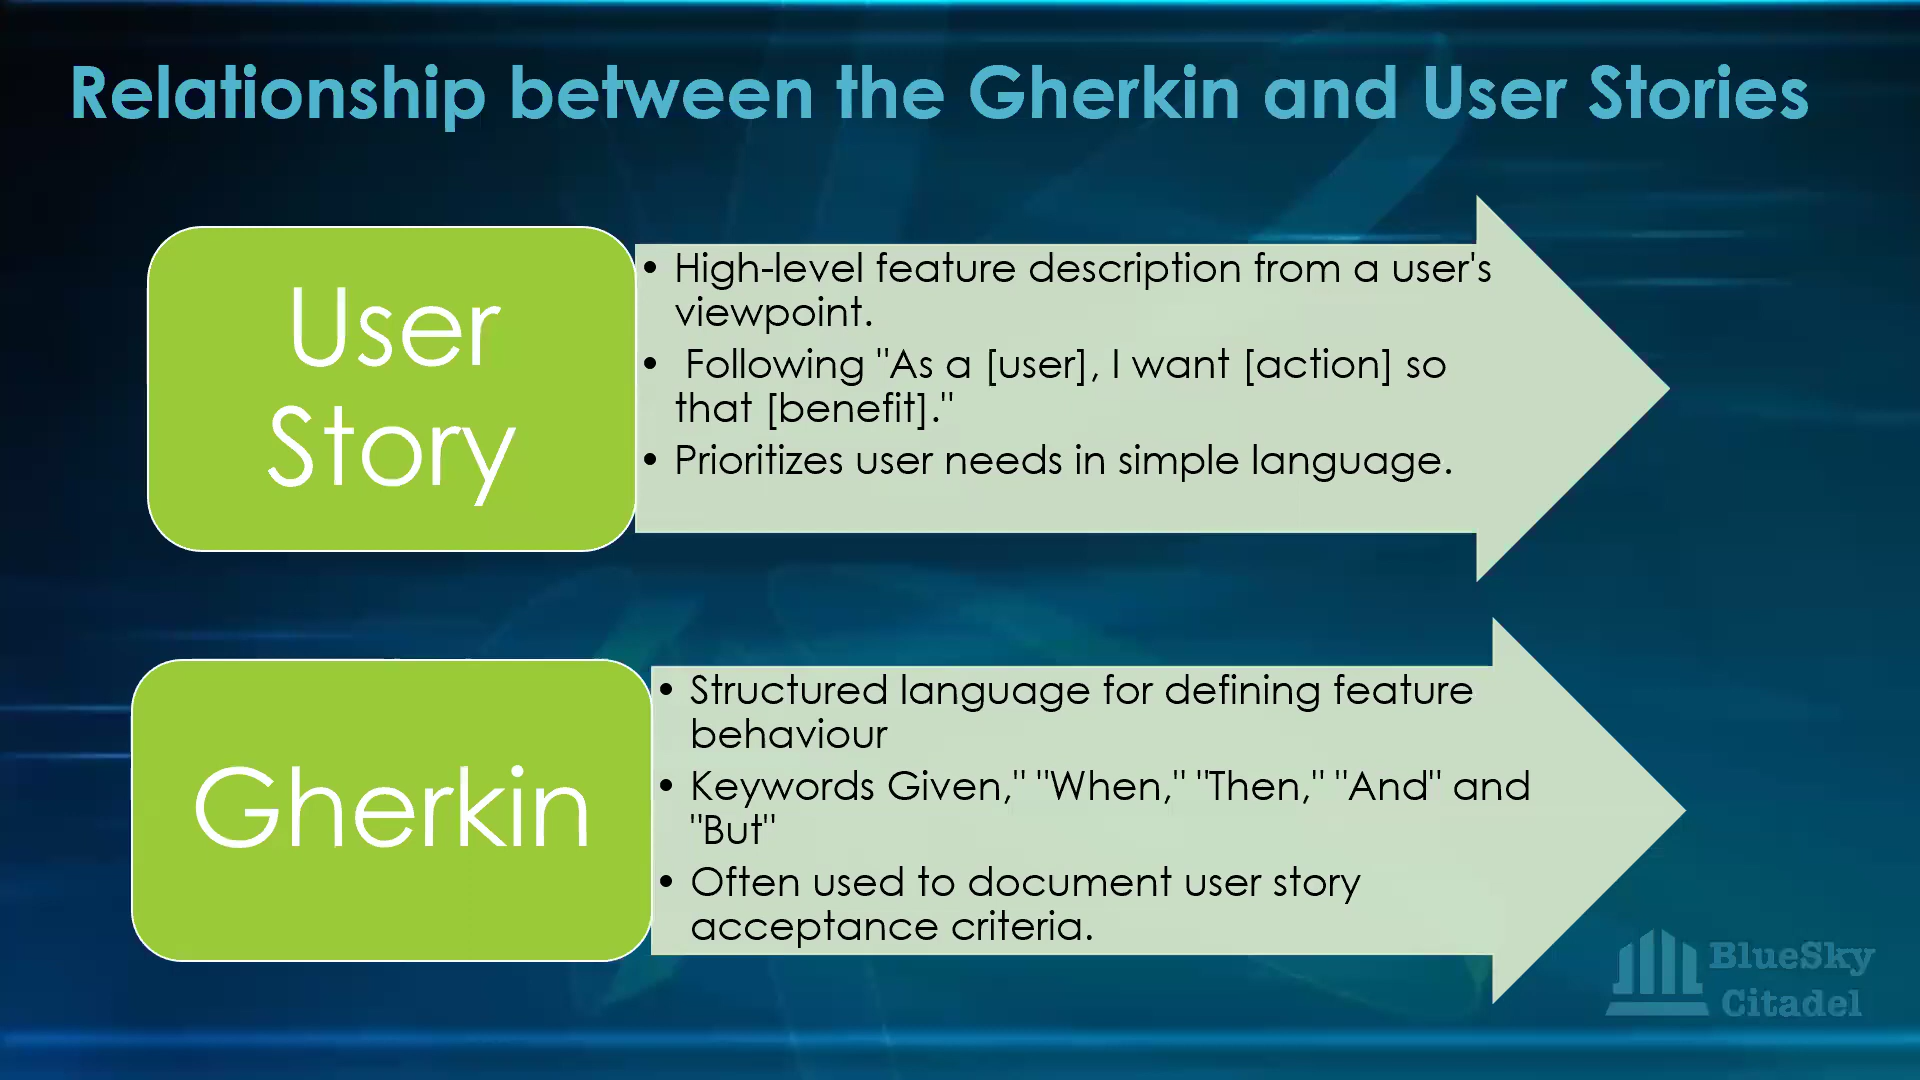 Relationship between the Gherkin and User Stories
User
Story
• High-level feature description from a user's
viewpoint.
• Following "As a [user], I want [action] so
that [benefit]."
• Prioritizes user needs in simple language.
Gherkin
• Structured language for defining feature
behaviour
• Keywords Given," "When," "Then," "And" and
"But"
• Often used to document user story
acceptance criteria.
BlueSky
Citadel